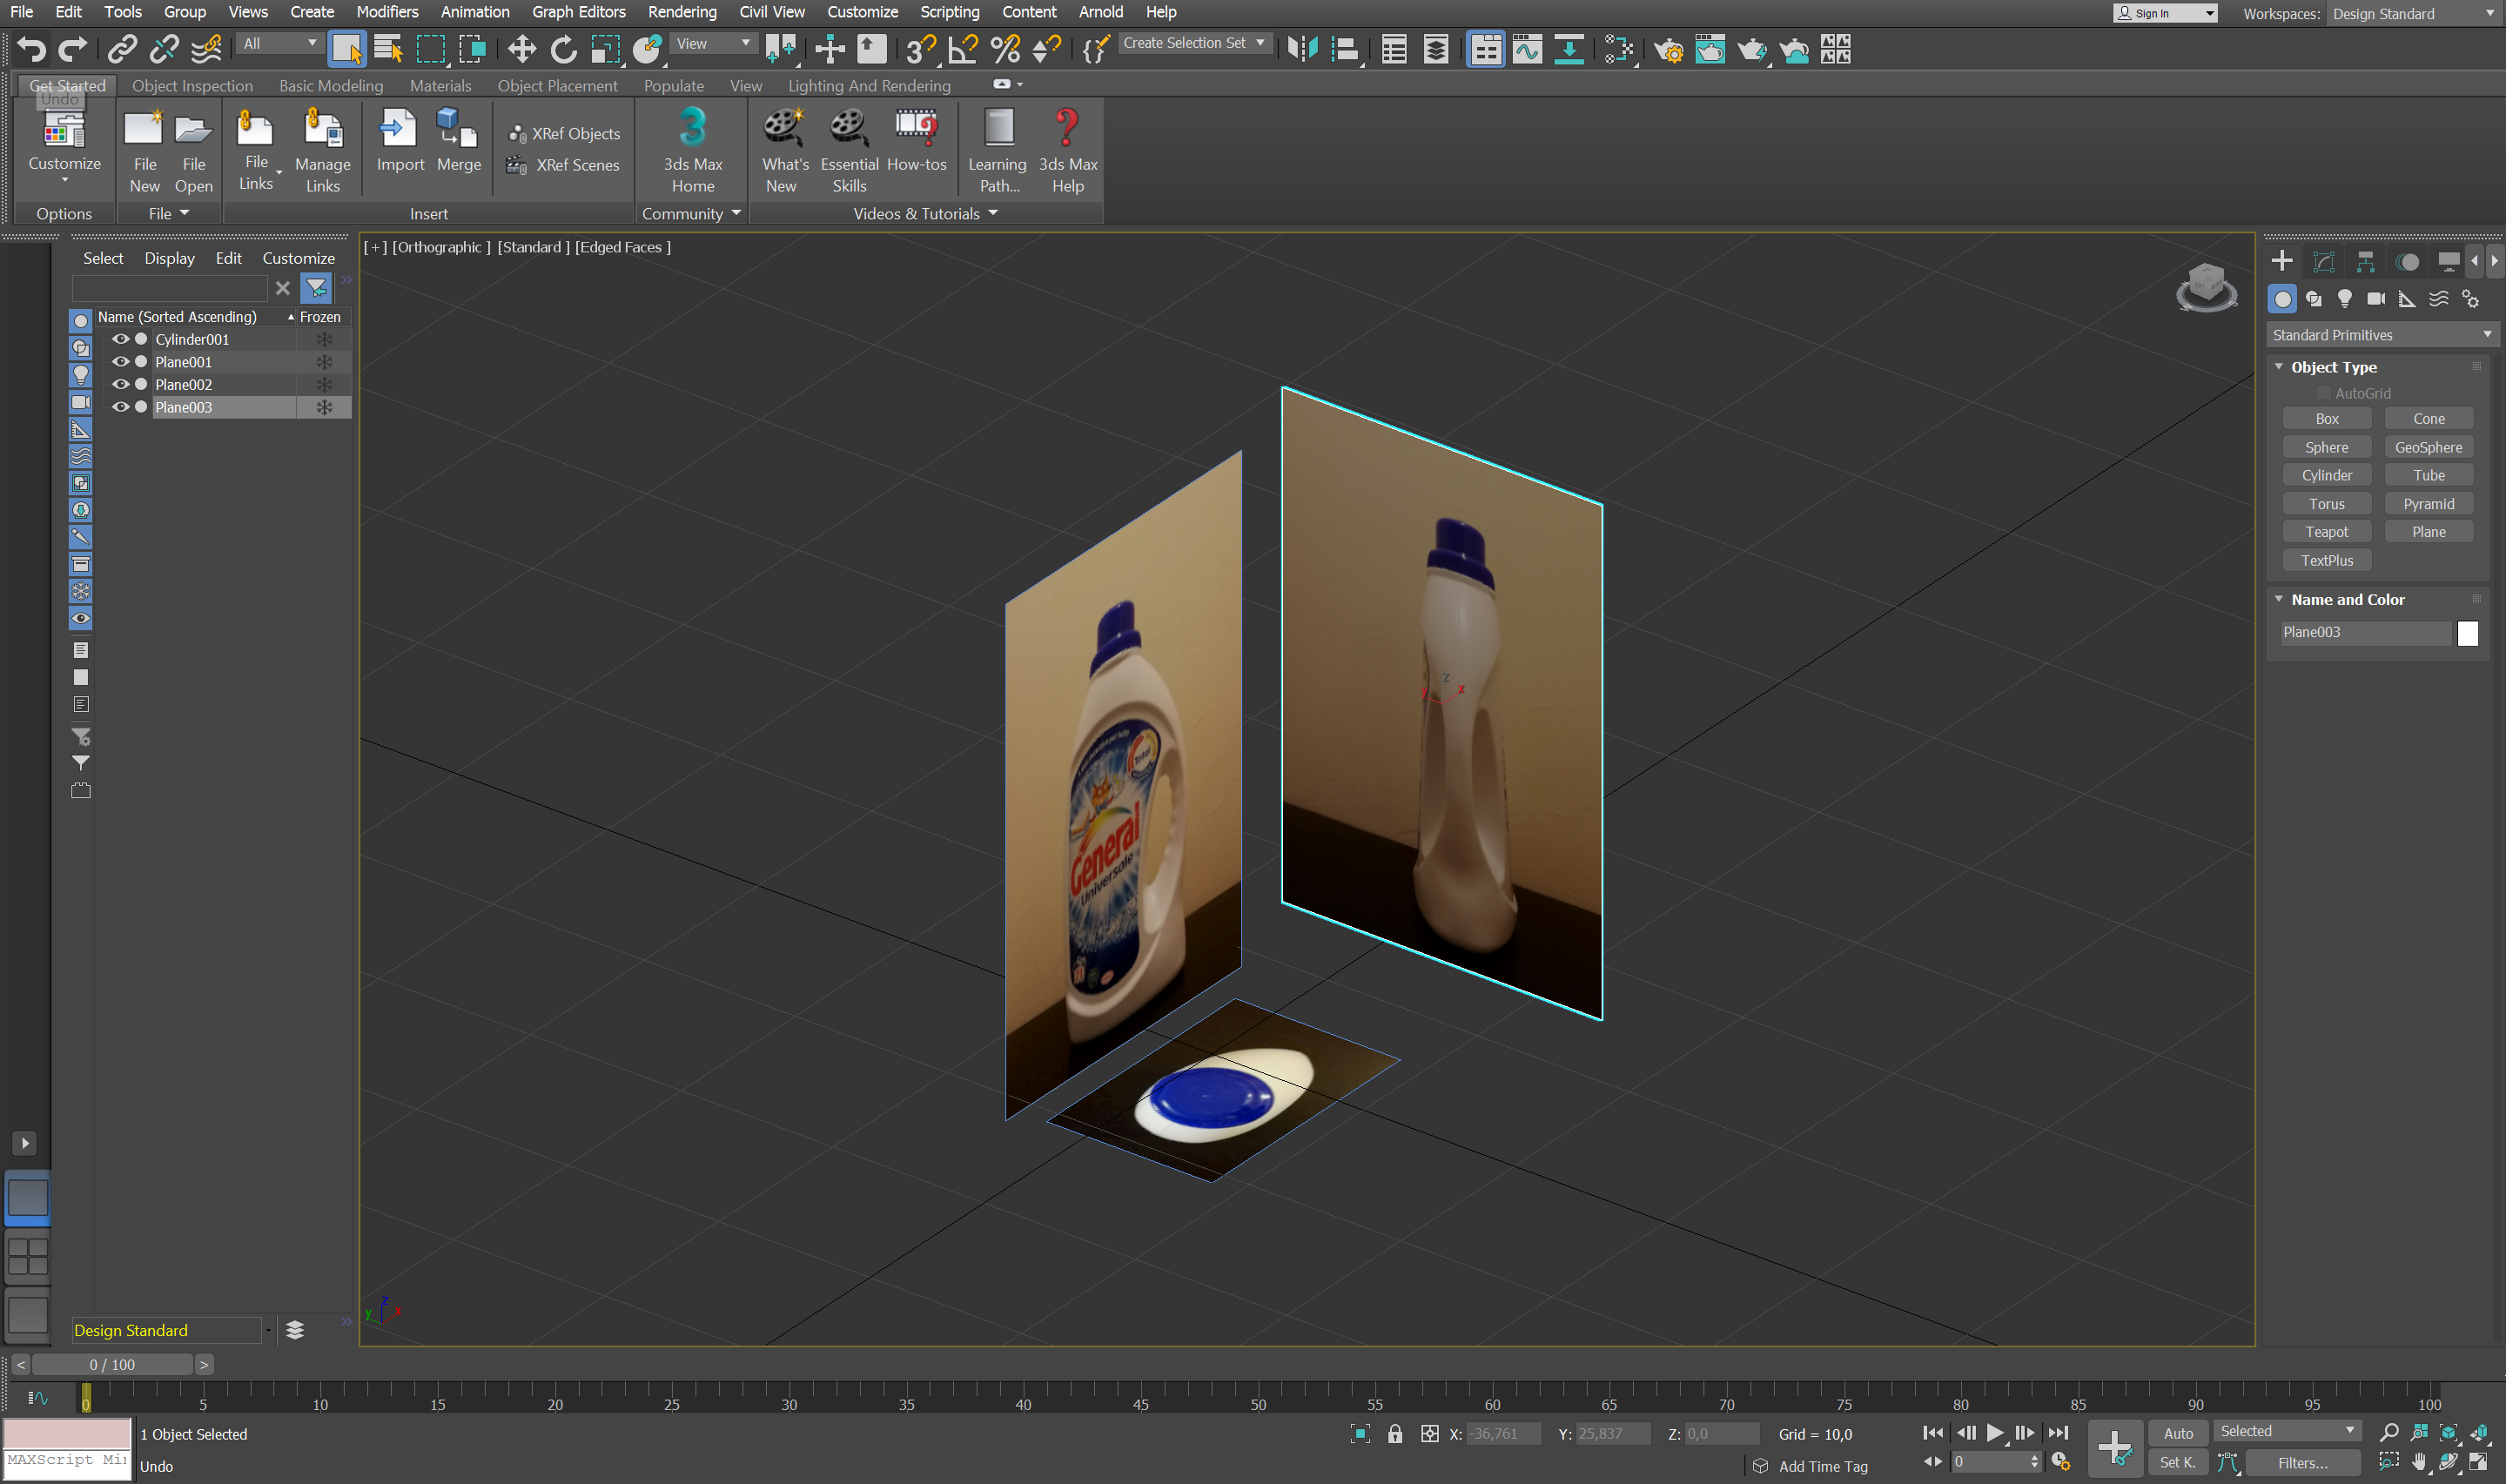 File Edit Tools Group Views Create Modifiers Animation Graph Editors Rendering Civil View Customize Scripting Content Arnold Help
Sign In Workspaces: Design Standard
All View Create Selection Set
Get Started Object Inspection Basic Modeling Materials Object Placement Populate View Lighting And Rendering
Undo
Customize File New File Open File Links Manage Links Import Merge XRef Objects XRef Scenes 3ds Max Home What's New Essential Skills How-tos Learning Path... 3ds Max Help
Options File Insert Community Videos & Tutorials
Select Display Edit Customize
Name (Sorted Ascending) Frozen
Cylinder001
Plane001
Plane002
Plane003
[+] [Orthographic ] [Standard ] [Edged Faces ]
General
Universale
z
x
z
y
x
Standard Primitives
Object Type
AutoGrid
Box Cone
Sphere GeoSphere
Cylinder Tube
Torus Pyramid
Teapot Plane
TextPlus
Name and Color
Plane003
Design Standard
< 0 / 100 >
0 5 10 15 20 25 30 35 40 45 50 55 60 65 70 75 80 85 90 95 100
1 Object Selected X: -36,761 Y: 25,837 Z: 0,0 Grid = 10,0 Auto Selected
MAXScript Mi
Undo Add Time Tag 0 Set K. Filters...